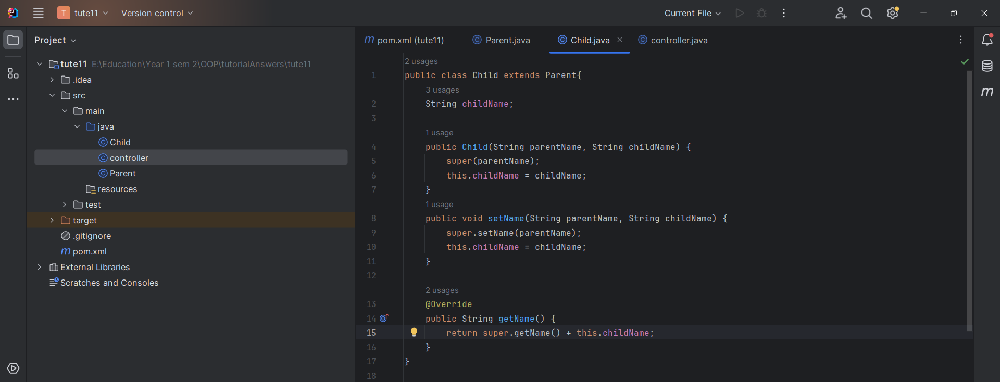 T tute11 Version control Current File
Project
tute11 E:\Education\Year 1 sem 2\OOP\tutorialAnswers\tute11
.idea
src
main
java
Child
controller
Parent
resources
test
target
.gitignore
m pom.xml
External Libraries
Scratches and Consoles
m pom.xml (tute11) Parent.java Child.java controller.java
2 usages
1 public class Child extends Parent{
3 usages
2 String childName;
3
1 usage
4 public Child(String parentName, String childName) {
5 super(parentName);
6 this.childName = childName;
7 }
1 usage
8 public void setName(String parentName, String childName) {
9 super.setName(parentName);
10 this.childName = childName;
11 }
12
2 usages
13 @Override
14 public String getName() {
15 return super.getName() + this.childName;
16 }
17 }
18
m